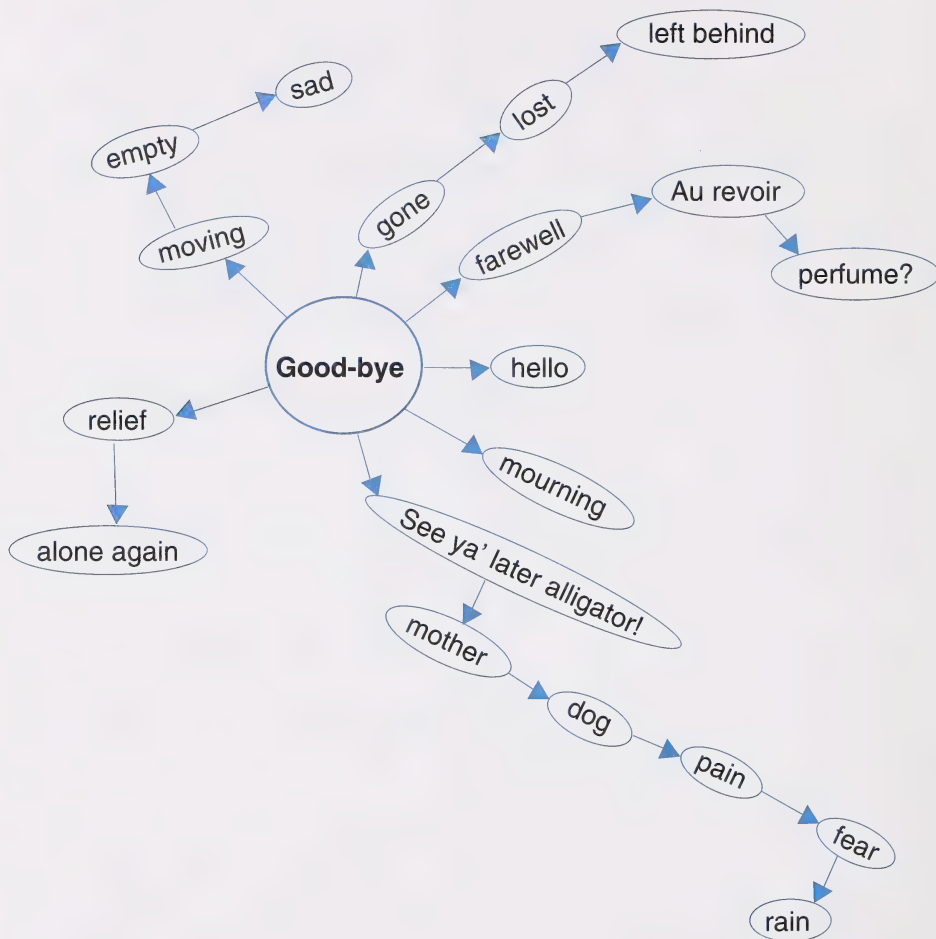 left behind
sad
lost
empty
Au revoir
gone
moving
farewell
perfume?
Good-bye
hello
relief
mourning
See ya' later alligator!
alone again
mother
dog
pain
fear
rain